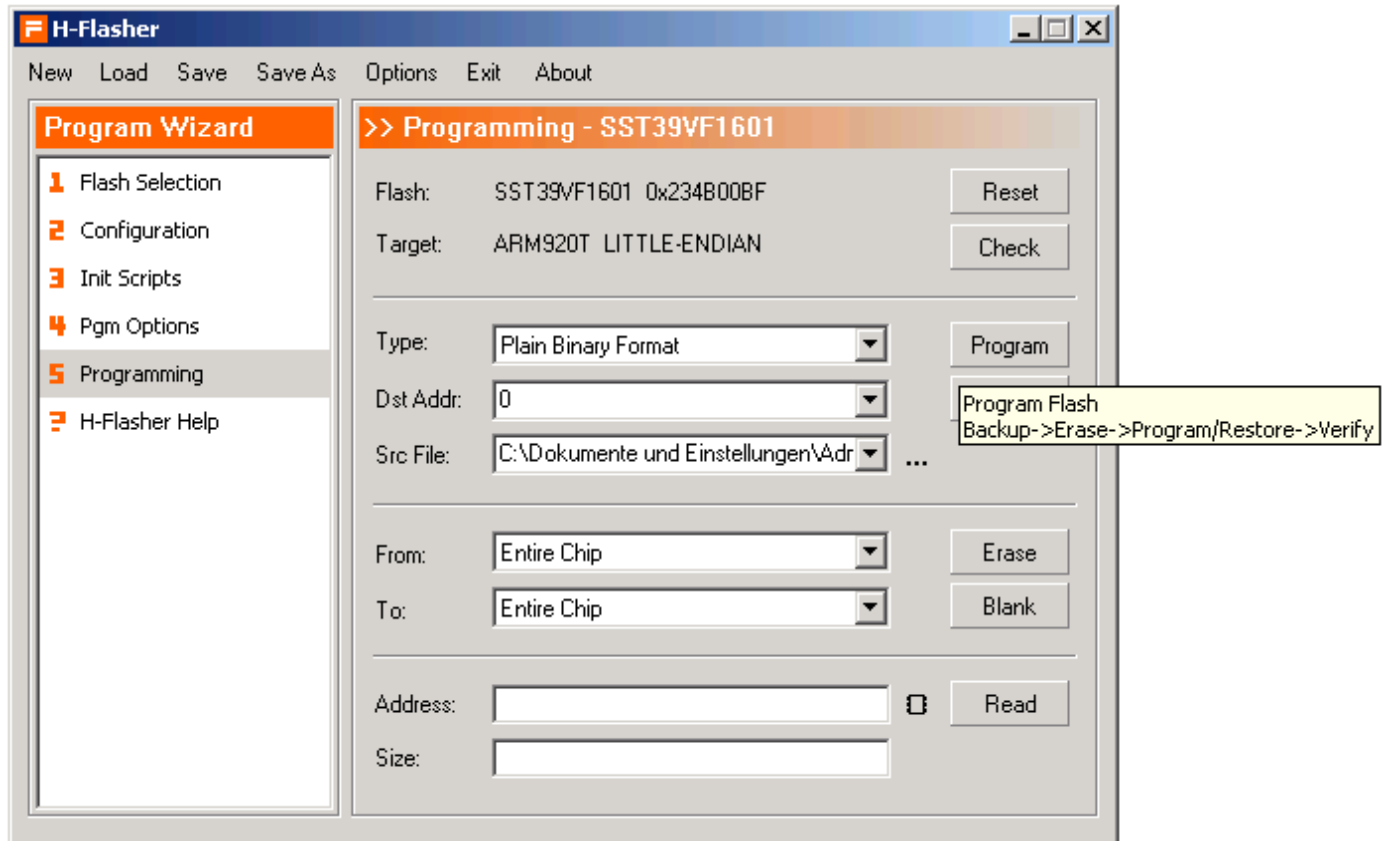 H-Flasher
New Load Save Save As Options Exit About
Program Wizard
1 Flash Selection
2 Configuration
3 Init Scripts
4 Pgm Options
5 Programming
? H-Flasher Help
>> Programming - SST39VF1601
Flash: SST39VF1601 0x234B00BF Reset
Target: ARM920T LITTLE-ENDIAN Check
Type: Plain Binary Format Program
Dst Addr: 0
Program Flash
Backup->Erase->Program/Restore->Verify
Src File: C:\Dokumente und Einstellungen\Adr ...
From: Entire Chip Erase
To: Entire Chip Blank
Address: Read
Size: